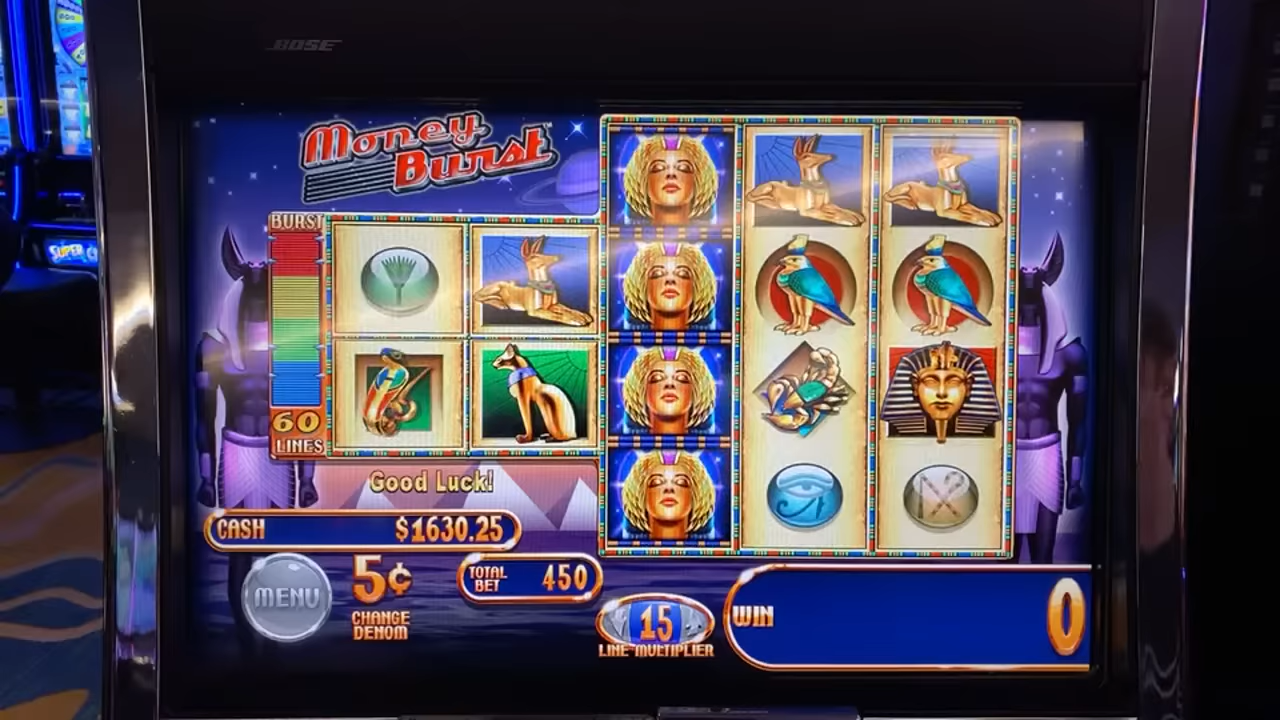 BOSE
Money
Burst
BURST
60
LINES
Good Luck!
CASH $1630.25
MENU
5¢
CHANGE
DENOM
TOTAL
BET 450
15
LINE MULTIPLIER
WIN 0
SUPER